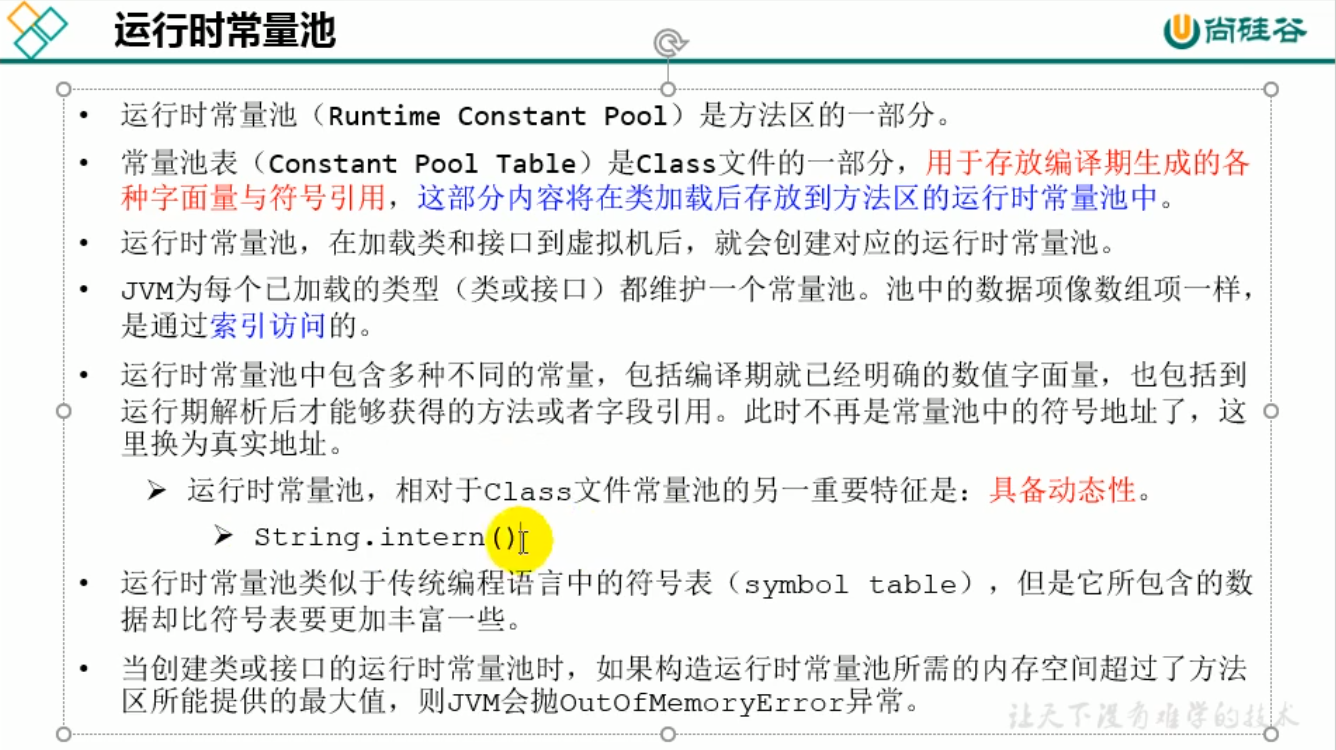 运行时常量池
尚硅谷
• 运行时常量池（Runtime Constant Pool）是方法区的一部分。
• 常量池表（Constant Pool Table）是Class文件的一部分，用于存放编译期生成的各
种字面量与符号引用，这部分内容将在类加载后存放到方法区的运行时常量池中。
• 运行时常量池，在加载类和接口到虚拟机后，就会创建对应的运行时常量池。
• JVM为每个已加载的类型（类或接口）都维护一个常量池。池中的数据项像数组项一样，
是通过索引访问的。
• 运行时常量池中包含多种不同的常量，包括编译期就已经明确的数值字面量，也包括到
运行期解析后才能够获得的方法或者字段引用。此时不再是常量池中的符号地址了，这
里换为真实地址。
➢ 运行时常量池，相对于Class文件常量池的另一重要特征是：具备动态性。
➢ String.intern()
• 运行时常量池类似于传统编程语言中的符号表（symbol table），但是它所包含的数
据却比符号表要更加丰富一些。
• 当创建类或接口的运行时常量池时，如果构造运行时常量池所需的内存空间超过了方法
区所能提供的最大值，则JVM会抛OutOfMemoryError异常。
让天下没有难学的技术